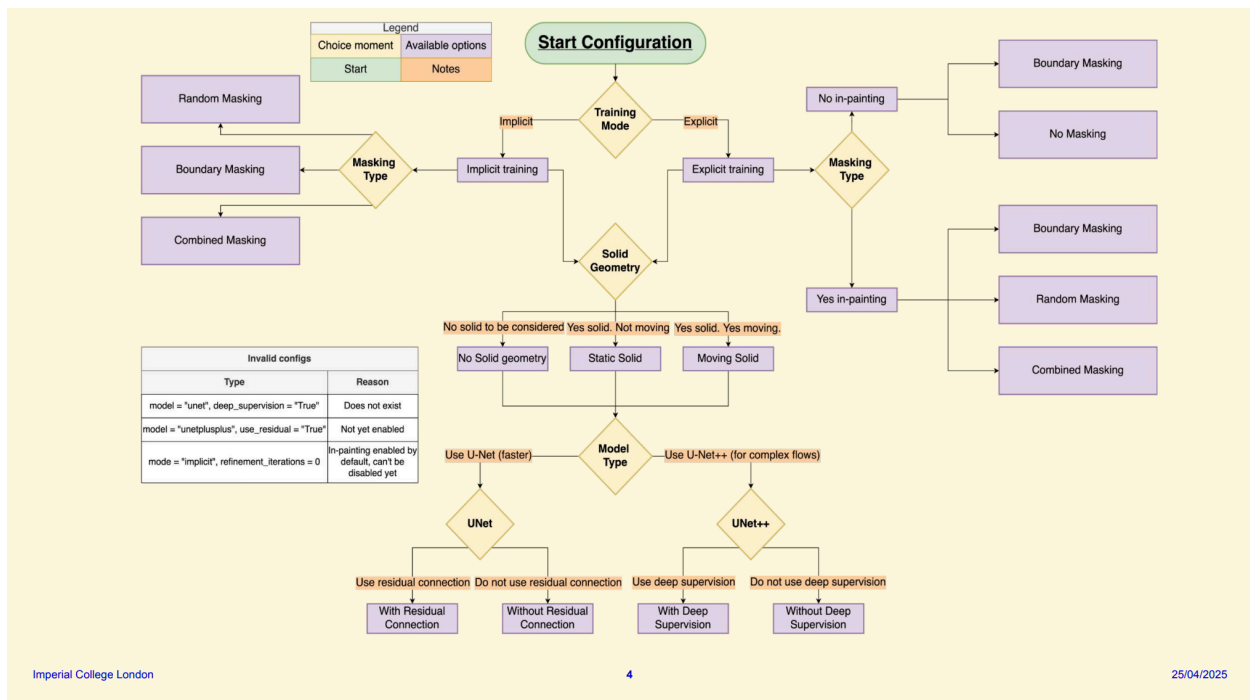 Legend
Choice moment
Available options
Start
Notes
Start Configuration
Training
Mode
Implicit
Explicit
Implicit training
Explicit training
Masking
Type
Random Masking
Boundary Masking
Combined Masking
Masking
Type
No in-painting
Boundary Masking
No Masking
Yes in-painting
Boundary Masking
Random Masking
Combined Masking
Solid
Geometry
No solid to be considered
Yes solid. Not moving
Yes solid. Yes moving.
No Solid geometry
Static Solid
Moving Solid
Invalid configs
Type
Reason
model = "unet", deep_supervision = "True"
Does not exist
model = "unetplusplus", use_residual = "True"
Not yet enabled
mode = "implicit", refinement_iterations = 0
In-painting enabled by
default, can't be
disabled yet
Model
Type
Use U-Net (faster)
Use U-Net++ (for complex flows)
UNet
UNet++
Use residual connection
Do not use residual connection
Use deep supervision
Do not use deep supervision
With Residual
Connection
Without Residual
Connection
With Deep
Supervision
Without Deep
Supervision
Imperial College London
4
25/04/2025